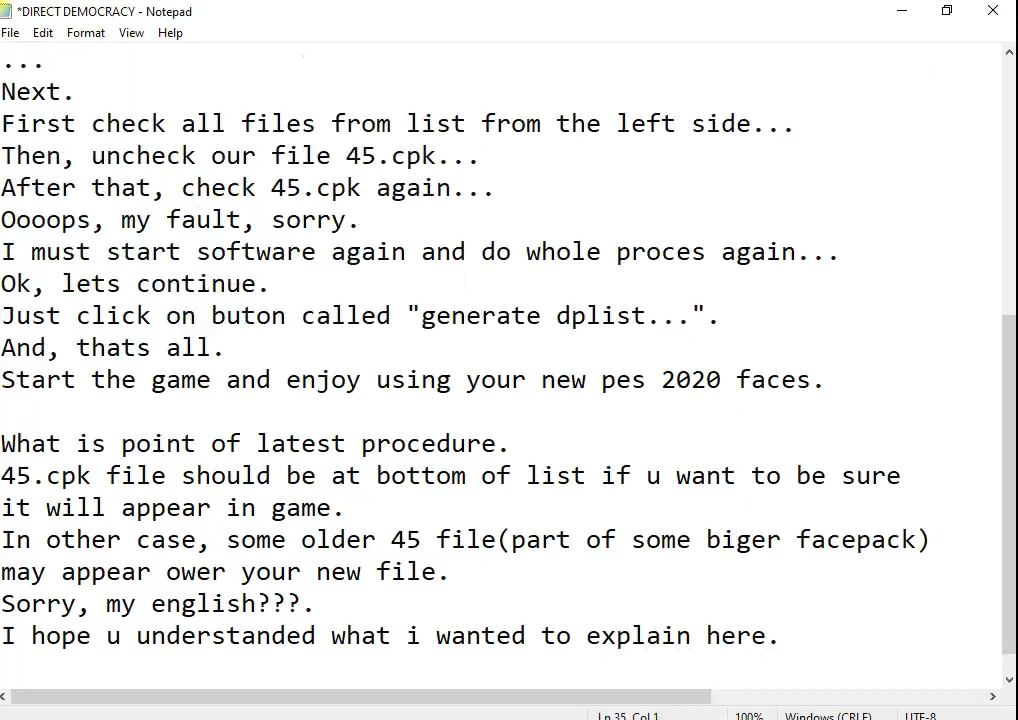 *DIRECT DEMOCRACY - Notepad
File Edit Format View Help
...
Next.
First check all files from list from the left side...
Then, uncheck our file 45.cpk...
After that, check 45.cpk again...
Oooops, my fault, sorry.
I must start software again and do whole proces again...
Ok, lets continue.
Just click on buton called "generate dplist...".
And, thats all.
Start the game and enjoy using your new pes 2020 faces.
What is point of latest procedure.
45.cpk file should be at bottom of list if u want to be sure
it will appear in game.
In other case, some older 45 file(part of some biger facepack)
may appear ower your new file.
Sorry, my english???.
I hope u understanded what i wanted to explain here.
Ln 35, Col 1 100% Windows (CRLF) UTF-8